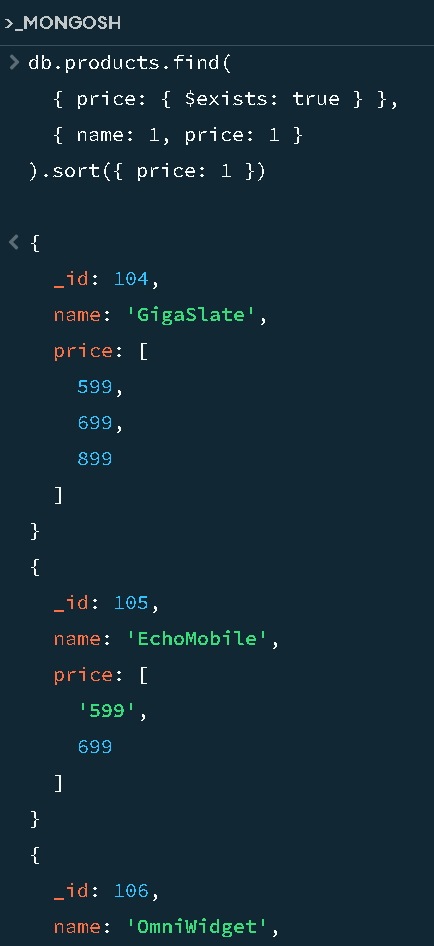 >_MONGOSH
> db.products.find(
{ price: { $exists: true } },
{ name: 1, price: 1 }
).sort({ price: 1 })
< {
_id: 104,
name: 'GigaSlate',
price: [
599,
699,
899
]
}
{
_id: 105,
name: 'EchoMobile',
price: [
'599',
699
]
}
{
_id: 106,
name: 'OmniWidget',